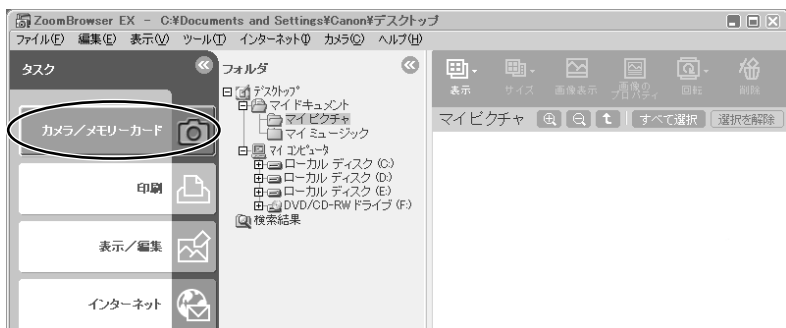 ZoomBrowser EX - C:¥Documents and Settings¥Canon¥デスクトップ
ファイル(F) 編集(E) 表示(V) ツール(T) インターネット(I) カメラ(C) ヘルプ(H)
タスク
カメラ/メモリーカード
印刷
表示/編集
インターネット
フォルダ
デスクトップ
マイ ドキュメント
マイ ピクチャ
マイ ミュージック
マイ コンピュータ
ローカル ディスク (C:)
ローカル ディスク (D:)
ローカル ディスク (E:)
DVD/CD-RW ドライブ (F:)
検索結果
表示 サイズ 画像表示 画像のプロパティ 回転 削除
マイ ピクチャ すべて選択 選択を解除